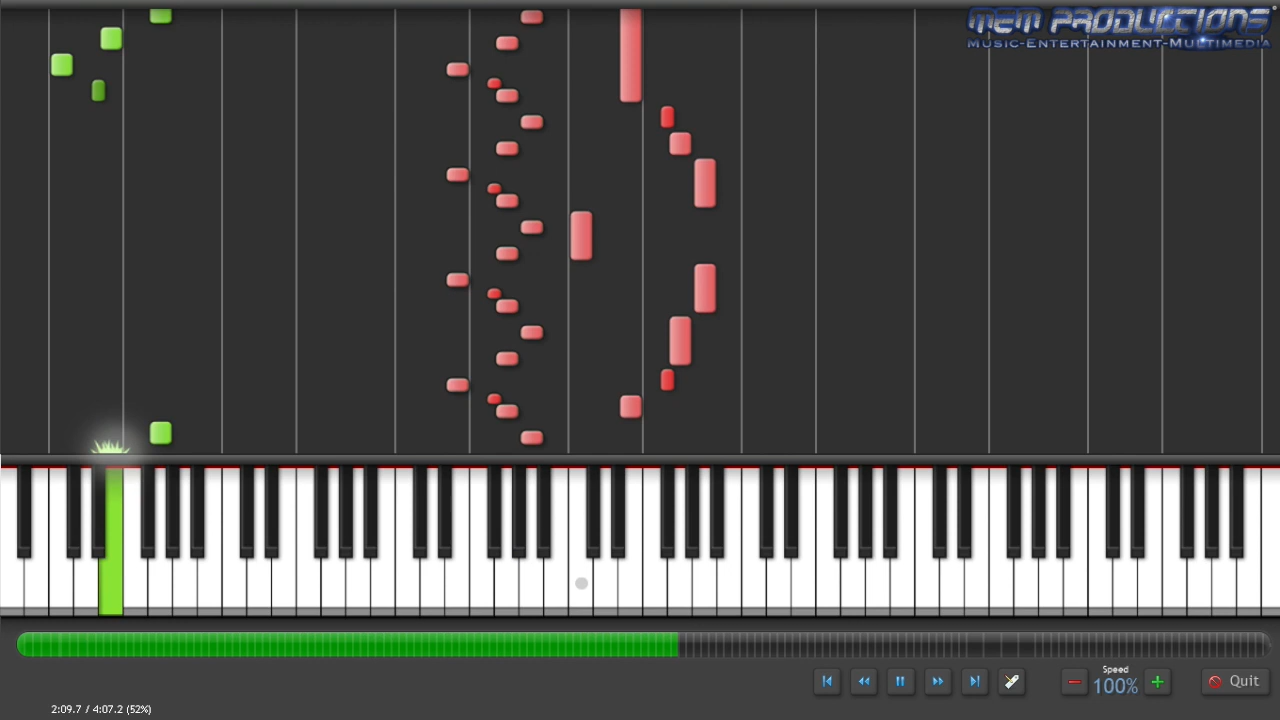 MEM PRODUCTIONS
MUSIC-ENTERTAINMENT-MULTIMEDIA
Speed
100%
Quit
2:09.7 / 4:07.2 (52%)